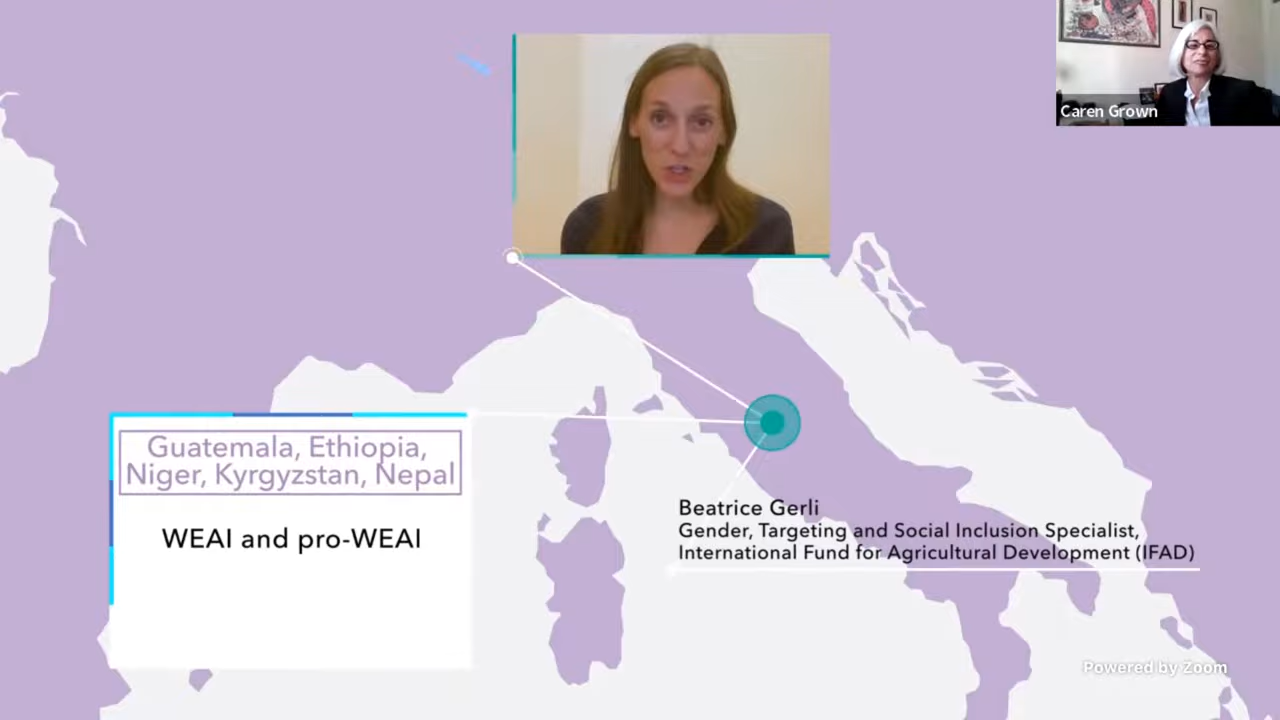 Caren Grown
Guatemala, Ethiopia,
Niger, Kyrgyzstan, Nepal
WEAI and pro-WEAI
Beatrice Gerli
Gender, Targeting and Social Inclusion Specialist,
International Fund for Agricultural Development (IFAD)
Powered by Zoom